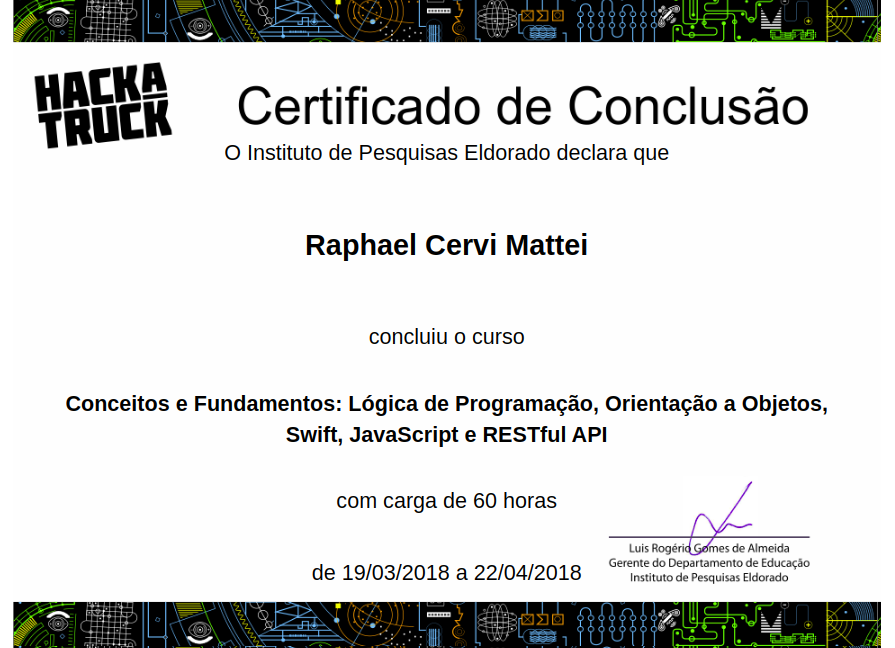 HACKA
TRUCK
Certificado de Conclusão
O Instituto de Pesquisas Eldorado declara que
Raphael Cervi Mattei
concluiu o curso
Conceitos e Fundamentos: Lógica de Programação, Orientação a Objetos,
Swift, JavaScript e RESTful API
com carga de 60 horas
Luis Rogério Gomes de Almeida
Gerente do Departamento de Educação
Instituto de Pesquisas Eldorado
de 19/03/2018 a 22/04/2018